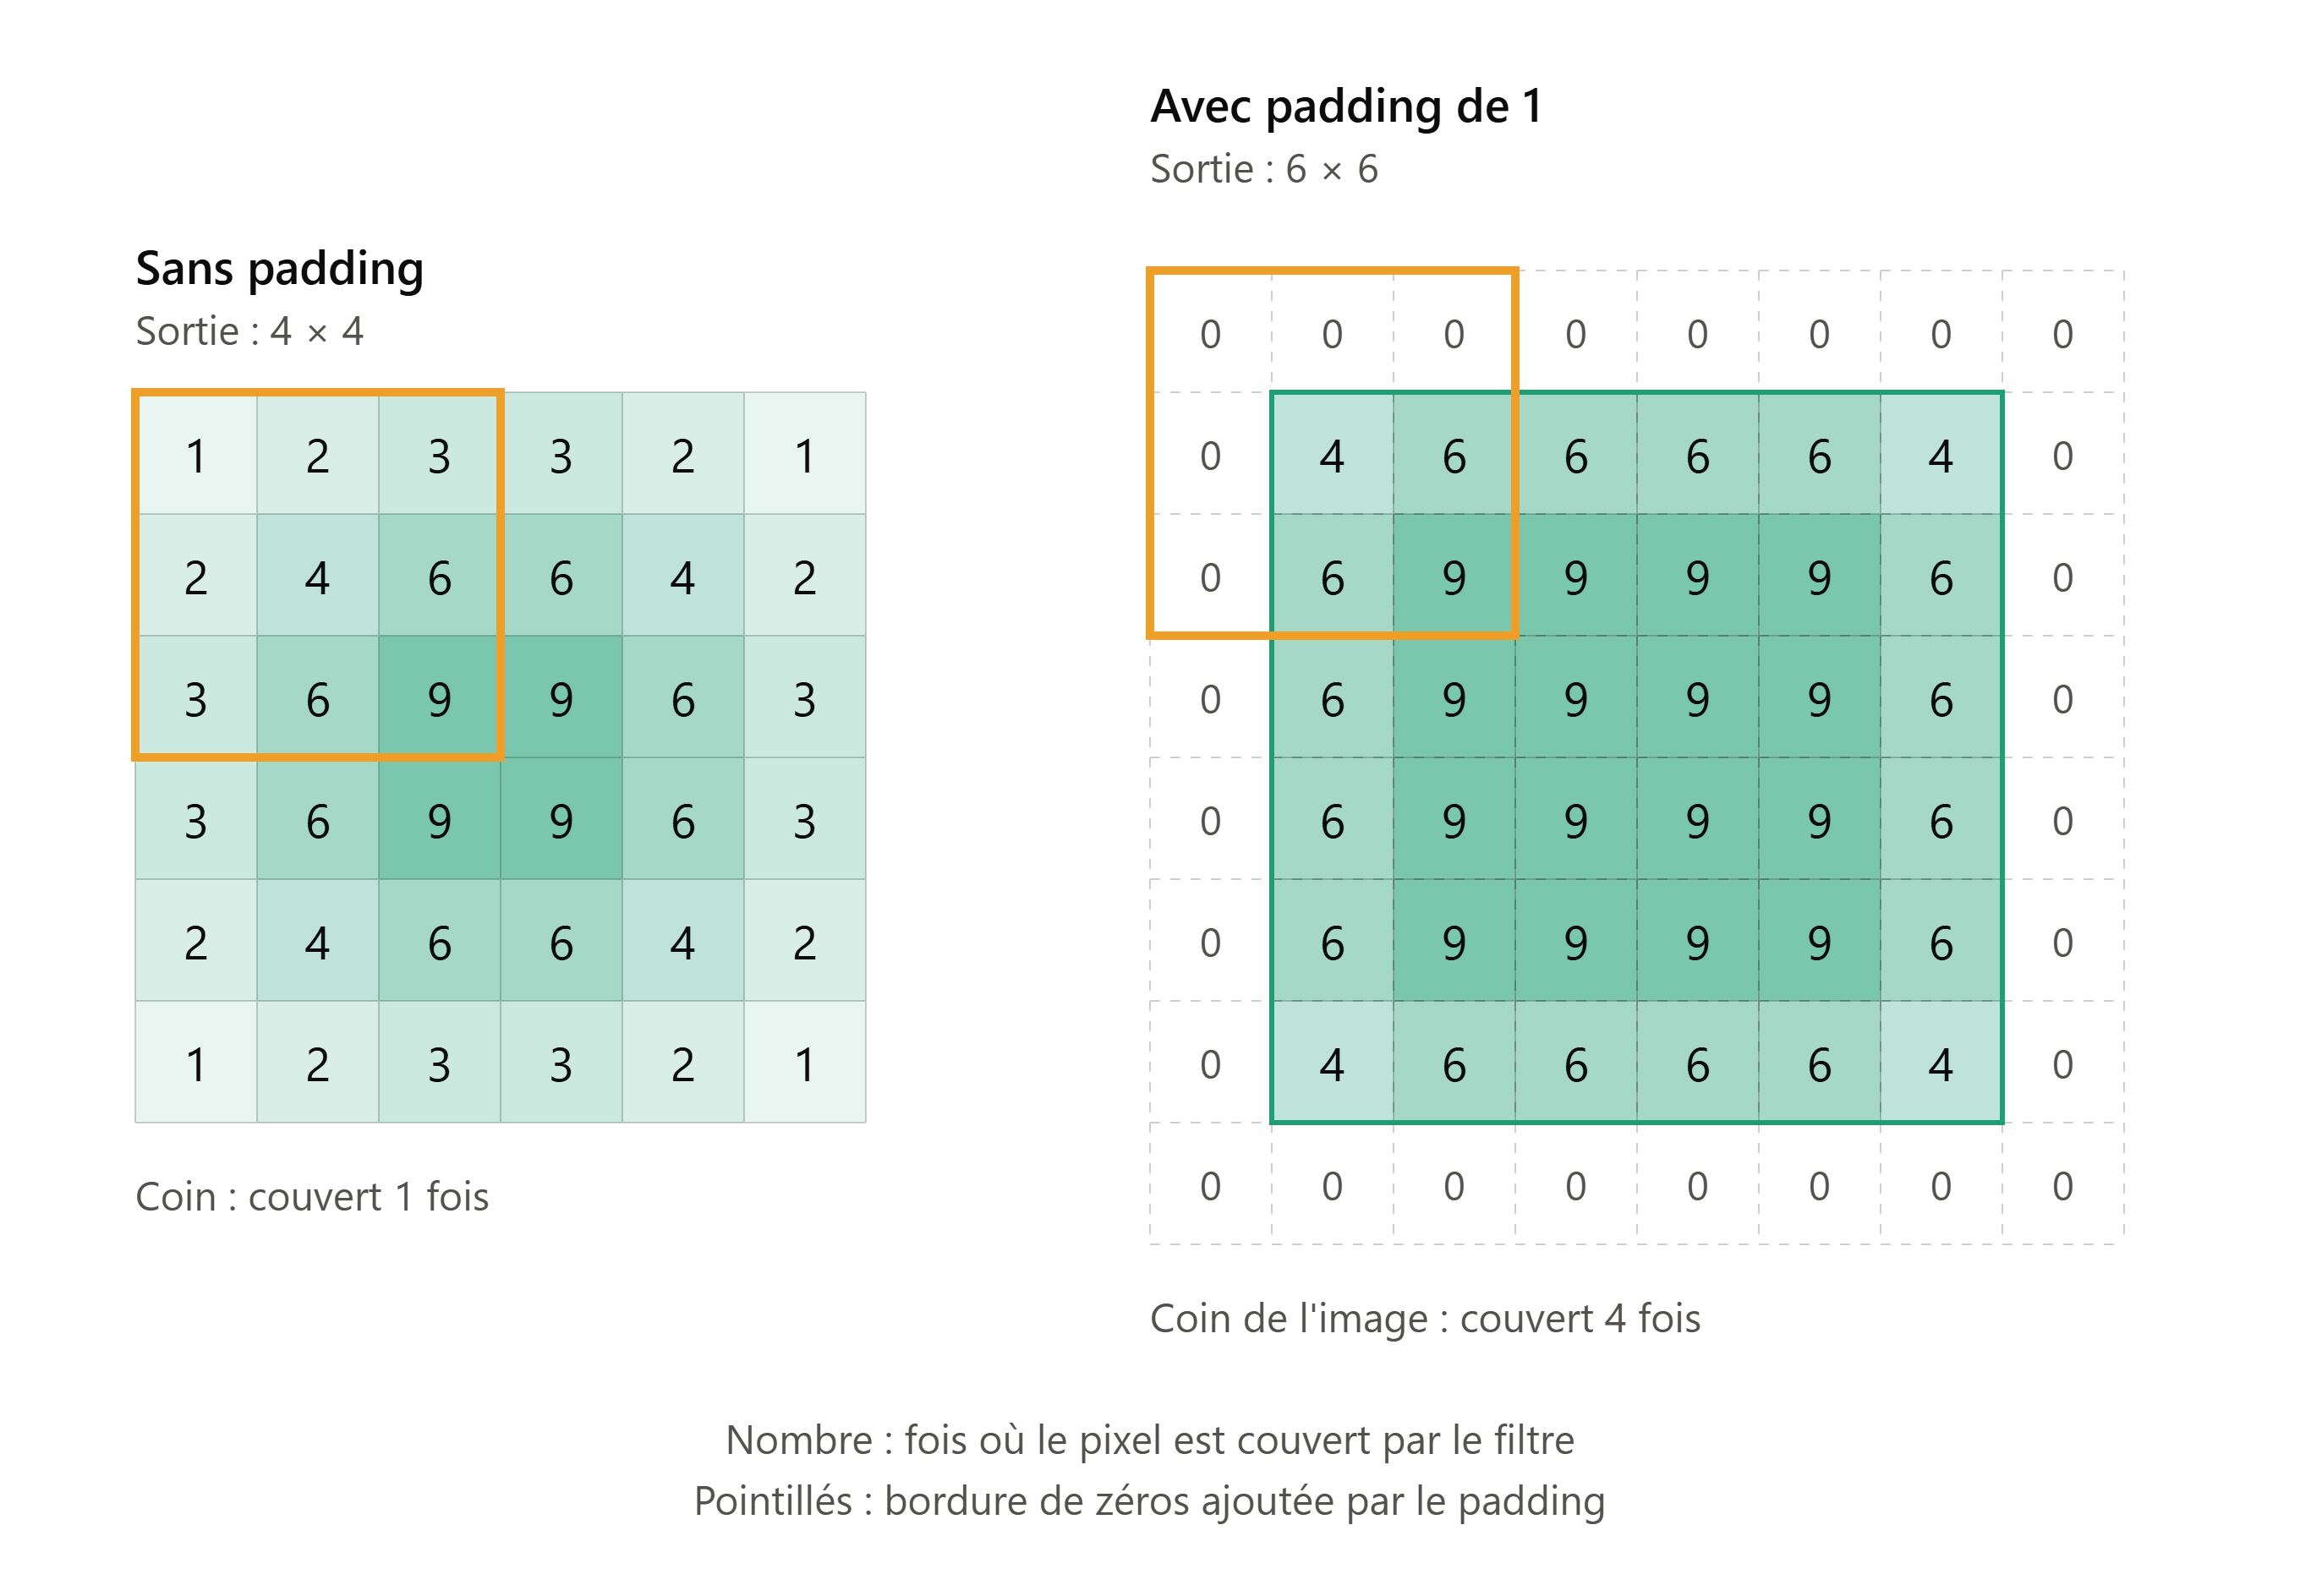 Sans padding
Sortie : 4 × 4
1 2 3 3 2 1
2 4 6 6 4 2
3 6 9 9 6 3
3 6 9 9 6 3
2 4 6 6 4 2
1 2 3 3 2 1
Coin : couvert 1 fois
Avec padding de 1
Sortie : 6 × 6
0 0 0 0 0 0 0 0
0 4 6 6 6 6 4 0
0 6 9 9 9 9 6 0
0 6 9 9 9 9 6 0
0 6 9 9 9 9 6 0
0 6 9 9 9 9 6 0
0 4 6 6 6 6 4 0
0 0 0 0 0 0 0 0
Coin de l'image : couvert 4 fois
Nombre : fois où le pixel est couvert par le filtre
Pointillés : bordure de zéros ajoutée par le padding